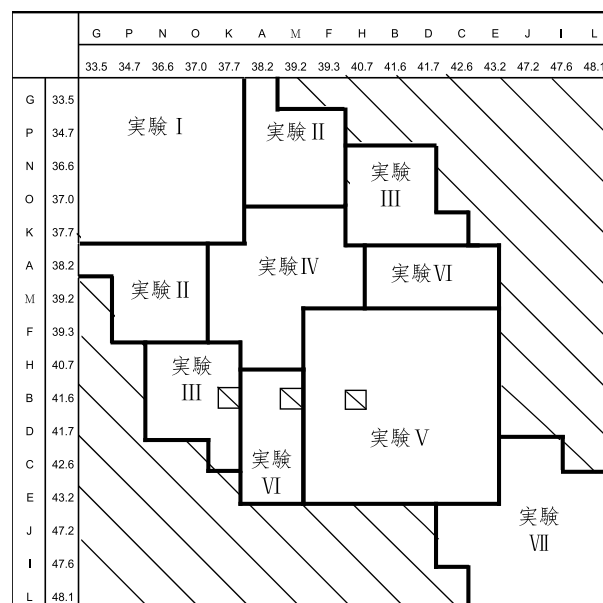 G P N O K A M F H B D C E J I L
33.5 34.7 36.6 37.0 37.7 38.2 39.2 39.3 40.7 41.6 41.7 42.6 43.2 47.2 47.6 48.1
G 33.5
P 34.7
N 36.6
O 37.0
K 37.7
A 38.2
M 39.2
F 39.3
H 40.7
B 41.6
D 41.7
C 42.6
E 43.2
J 47.2
I 47.6
L 48.1
実験Ⅰ
実験Ⅱ
実験
Ⅲ
実験Ⅳ
実験Ⅵ
実験Ⅱ
実験
Ⅲ
実験Ⅴ
実験
Ⅵ
実験
Ⅶ